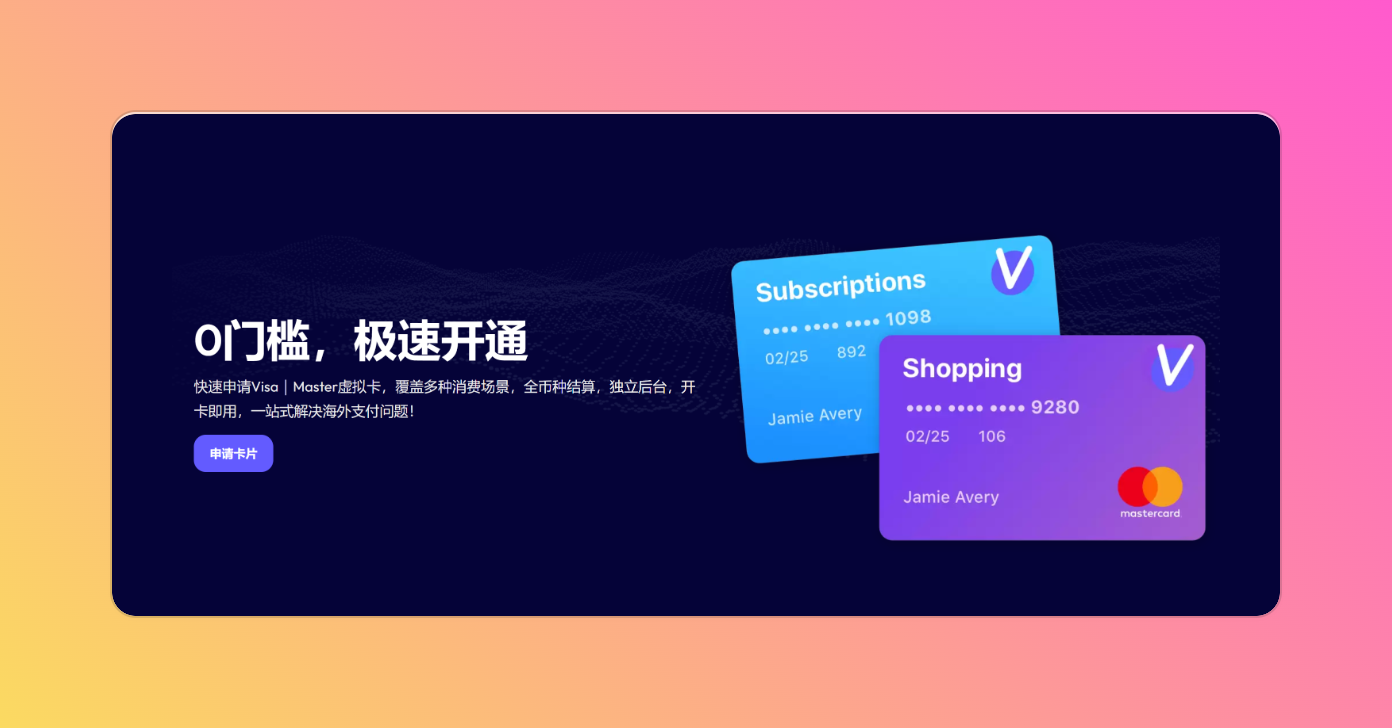 0门槛，极速开通
快速申请Visa｜Master虚拟卡，覆盖多种消费场景，全币种结算，独立后台，开
卡即用，一站式解决海外支付问题！
申请卡片
Subscriptions
•••• •••• •••• 1098
02/25 892
Jamie Avery
Shopping
•••• •••• •••• 9280
02/25 106
Jamie Avery
mastercard.